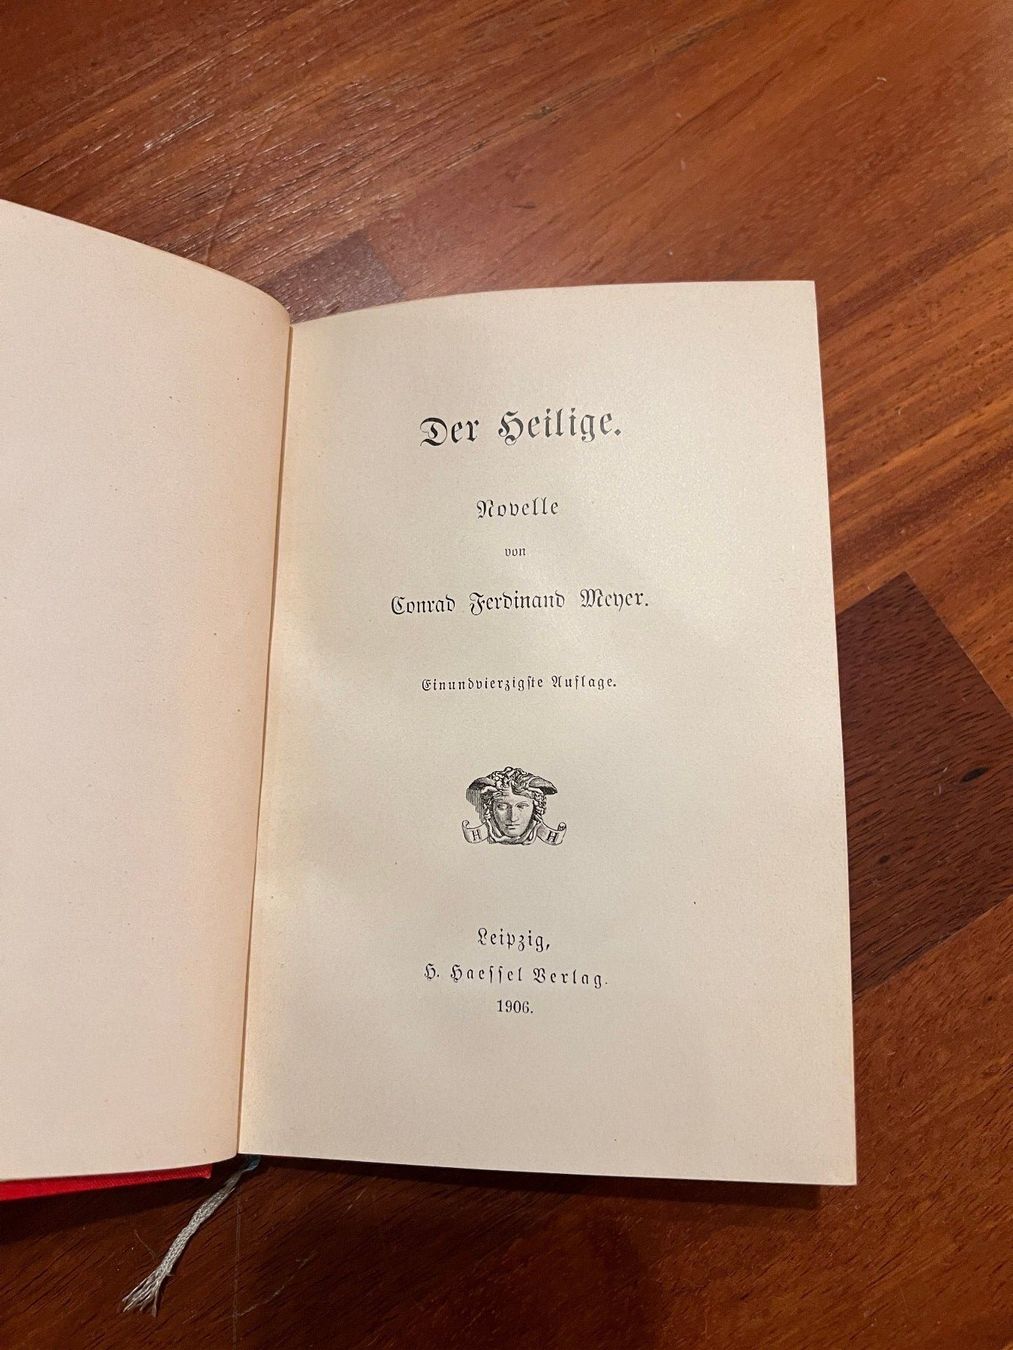 Der Heilige.
Novelle
von
Conrad Ferdinand Meyer.
Einundvierzigſte Auflage.
H H
Leipzig,
H. Haeſſel Verlag.
1906.